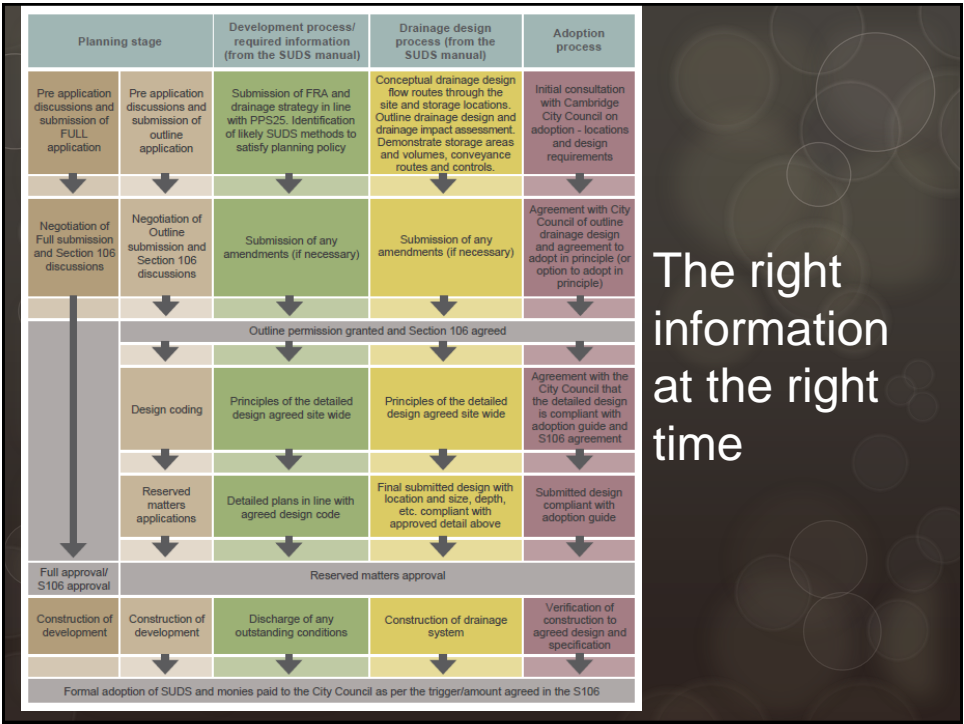 Planning stage
Development process/
required information
(from the SUDS manual)
Drainage design
process (from the
SUDS manual)
Adoption
process
Pre application
discussions and
submission of
FULL
application
Pre application
discussions and
submission of
outline
application
Submission of FRA and
drainage strategy in line
with PPS25. Identification
of likely SUDS methods to
satisfy planning policy
Conceptual drainage design
flow routes through the
site and storage locations.
Outline drainage design and
drainage impact assessment.
Demonstrate storage areas
and volumes, conveyance
routes and controls.
Initial consultation
with Cambridge
City Council on
adoption - locations
and design
requirements
Negotiation of
Full submission
and Section 106
discussions
Negotiation of
Outline
submission and
Section 106
discussions
Submission of any
amendments (if necessary)
Submission of any
amendments (if necessary)
Agreement with City
Council of outline
drainage design
and agreement to
adopt in principle (or
option to adopt in
principle)
Outline permission granted and Section 106 agreed
Design coding
Principles of the detailed
design agreed site wide
Principles of the detailed
design agreed site wide
Agreement with the
City Council that
the detailed design
is compliant with
adoption guide and
S106 agreement
Reserved
matters
applications
Detailed plans in line with
agreed design code
Final submitted design with
location and size, depth,
etc. compliant with
approved detail above
Submitted design
compliant with
adoption guide
Full approval/
S106 approval
Reserved matters approval
Construction of
development
Construction of
development
Discharge of any
outstanding conditions
Construction of drainage
system
Verification of
construction to
agreed design and
specification
Formal adoption of SUDS and monies paid to the City Council as per the trigger/amount agreed in the S106
The right
information
at the right
time